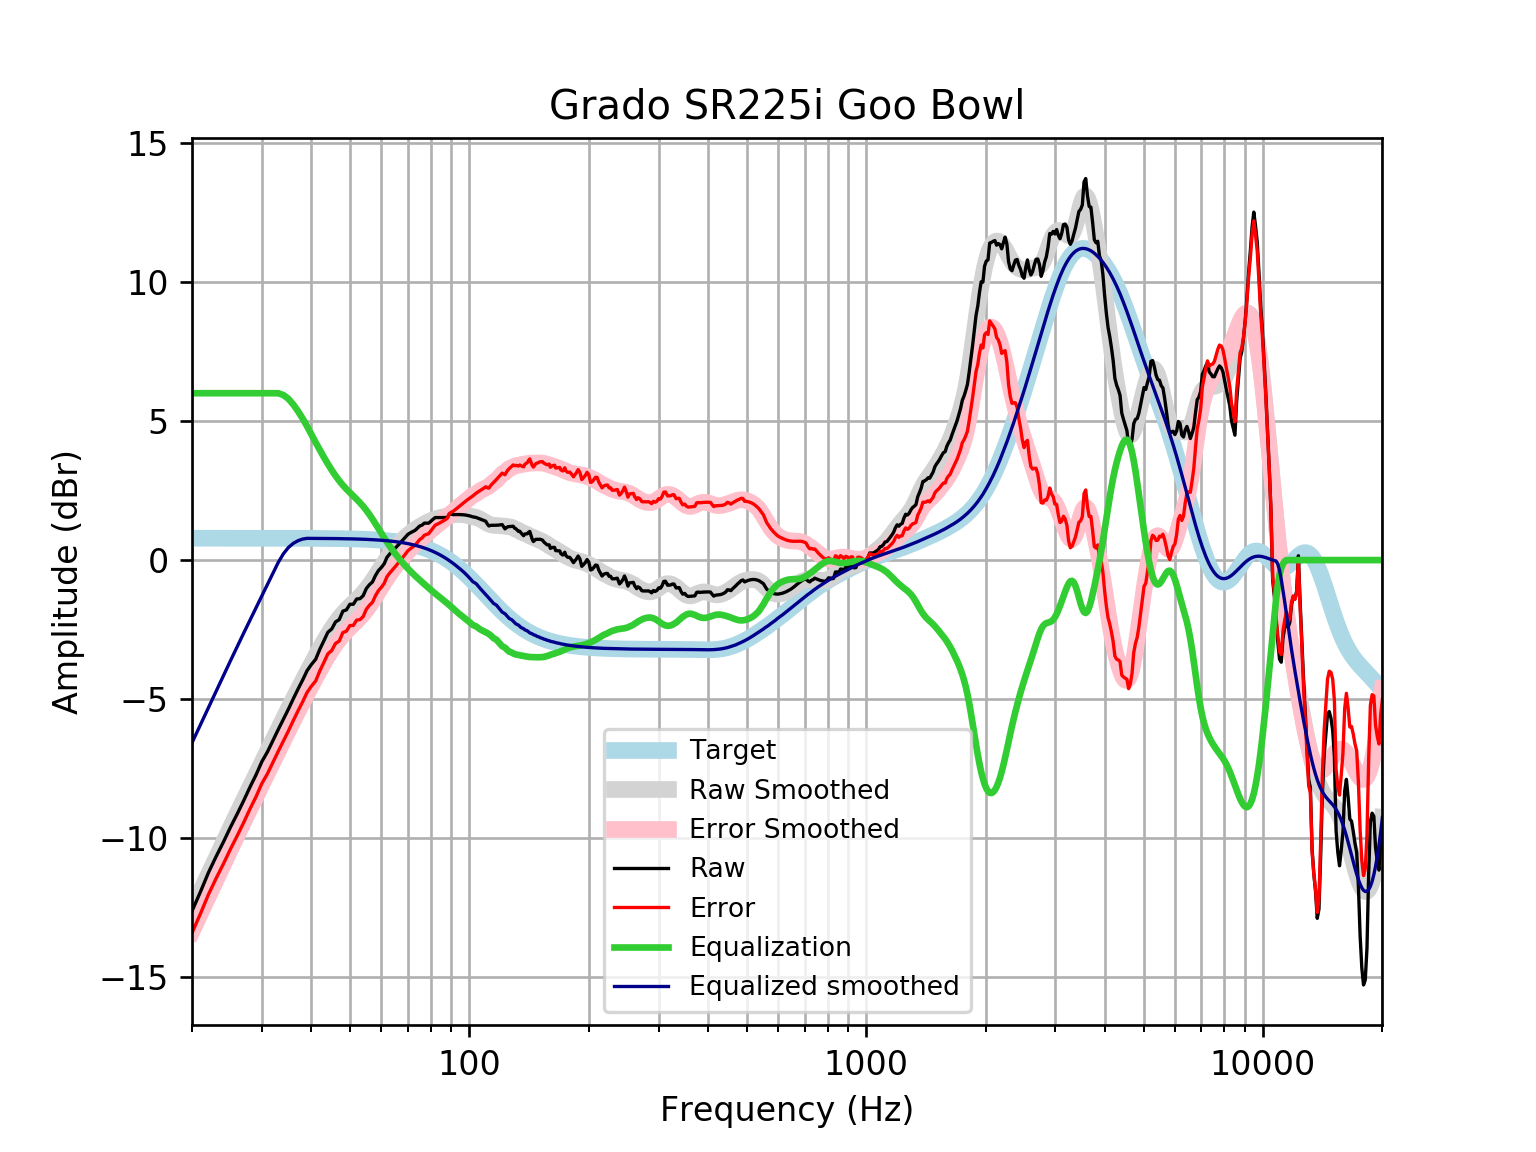 Grado SR225i Goo Bowl
15
10
5
0
−5
−10
−15
Amplitude (dBr)
Target
Raw Smoothed
Error Smoothed
Raw
Error
Equalization
Equalized smoothed
100
1000
10000
Frequency (Hz)